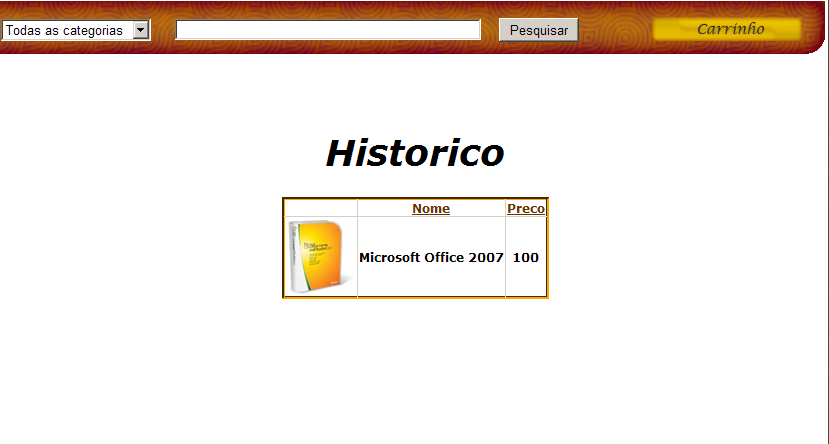 Todas as categorias Pesquisar Carrinho
Historico
Nome Preco
Microsoft Office 2007 100